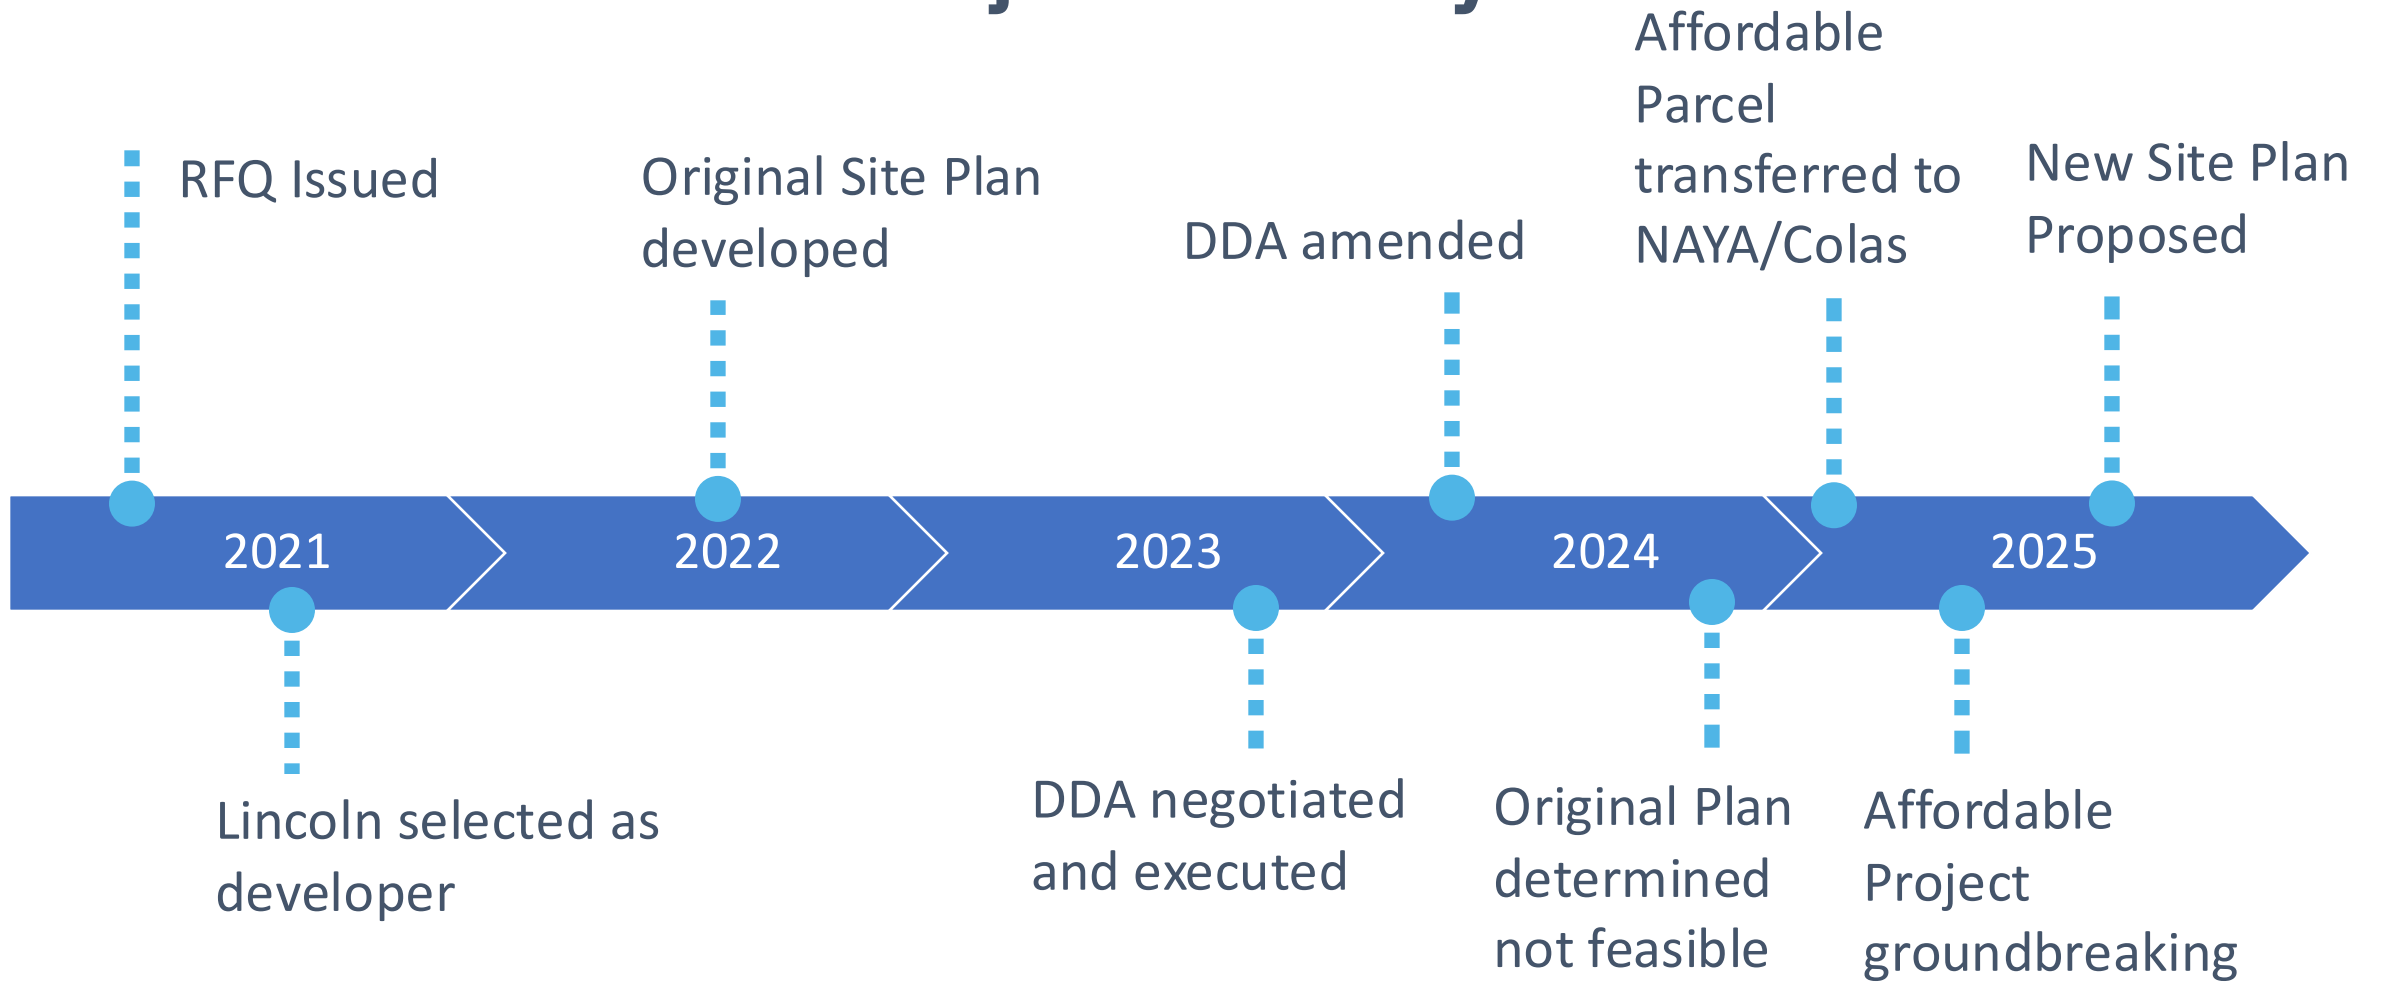 Affordable
Parcel
transferred to
NAYA/Colas
RFQ Issued
Original Site Plan
developed
DDA amended
New Site Plan
Proposed
2021
2022
2023
2024
2025
Lincoln selected as
developer
DDA negotiated
and executed
Original Plan
determined
not feasible
Affordable
Project
groundbreaking